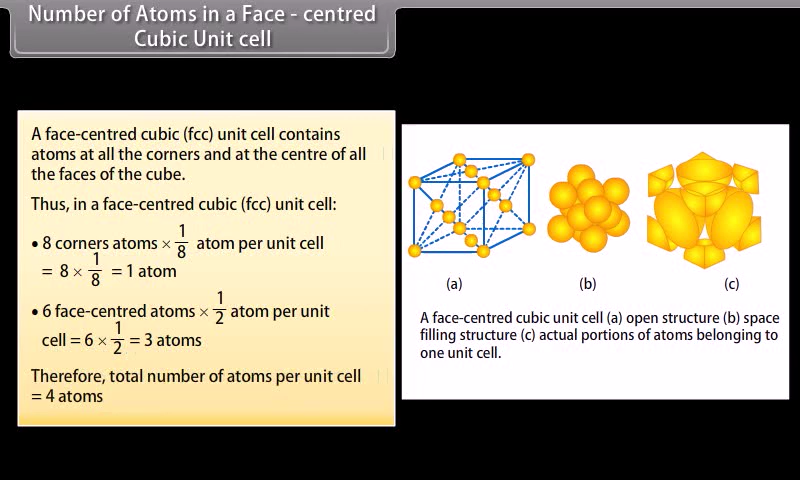 Number of Atoms in a Face - centred
Cubic Unit cell
A face-centred cubic (fcc) unit cell contains
atoms at all the corners and at the centre of all
the faces of the cube.
Thus, in a face-centred cubic (fcc) unit cell:
• 8 corners atoms × 1/8 atom per unit cell
= 8 × 1/8 = 1 atom
• 6 face-centred atoms × 1/2 atom per unit
cell = 6 × 1/2 = 3 atoms
Therefore, total number of atoms per unit cell
= 4 atoms
(a) (b) (c)
A face-centred cubic unit cell (a) open structure (b) space
filling structure (c) actual portions of atoms belonging to
one unit cell.